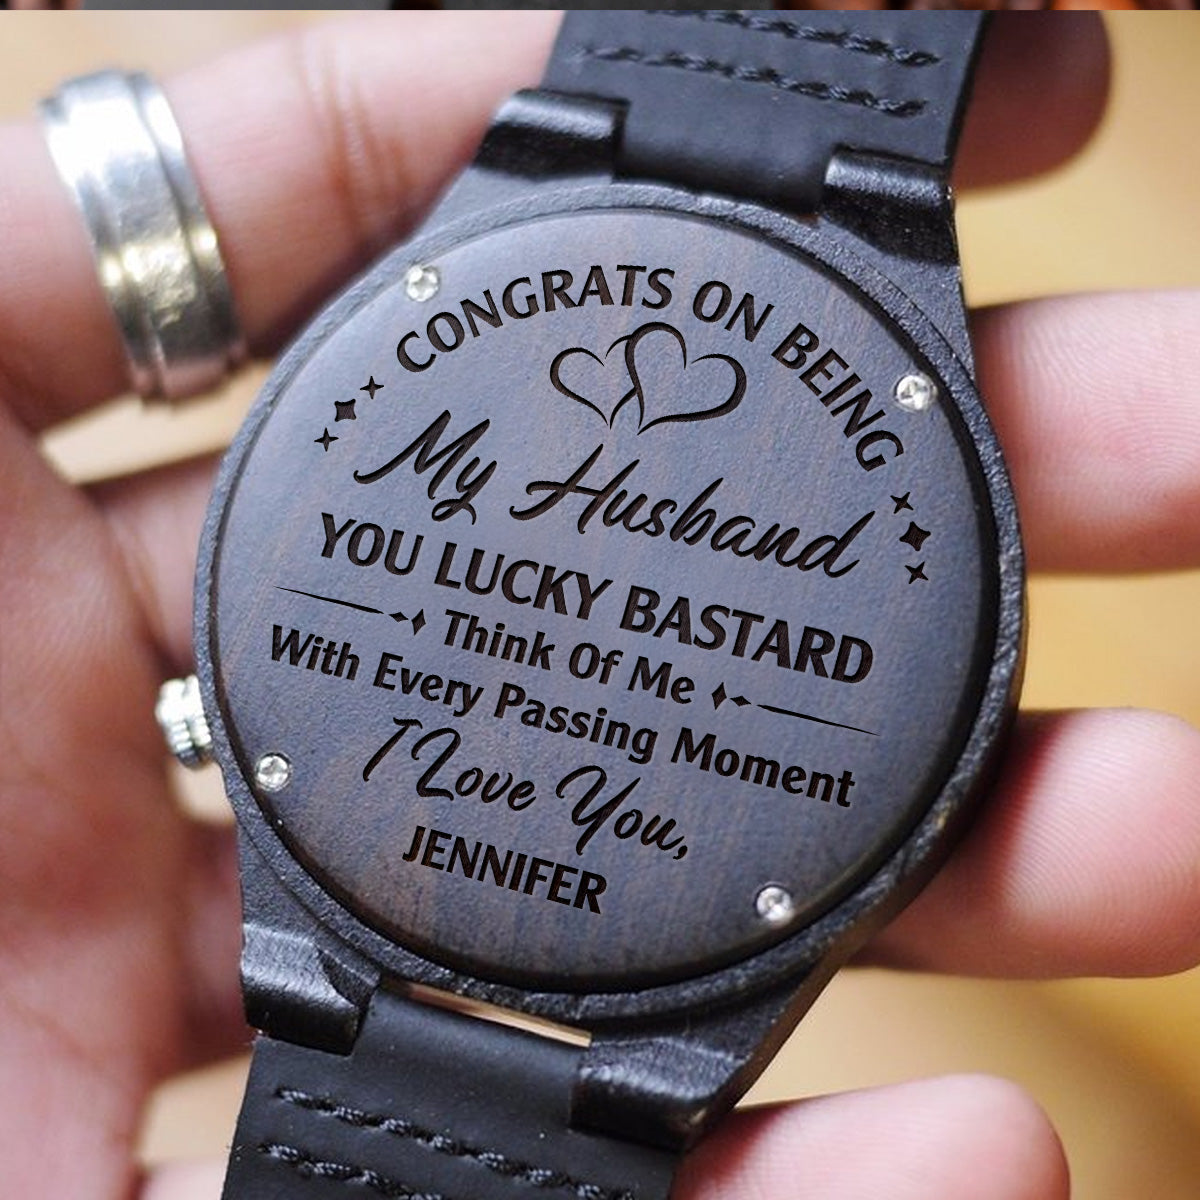 CONGRATS ON BEING
My Husband
YOU LUCKY BASTARD
Think Of Me
With Every Passing Moment
I Love You,
JENNIFER